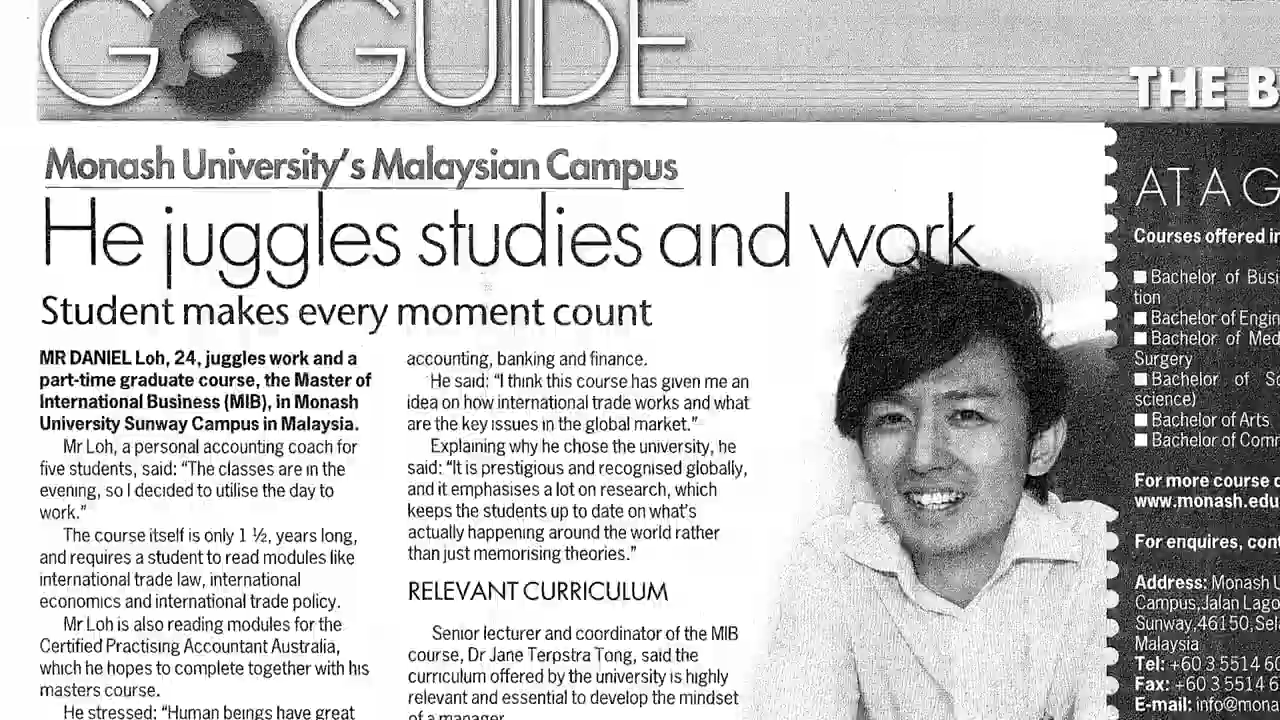 GO GUIDE
THE B
Monash University's Malaysian Campus
He juggles studies and work
Student makes every moment count
MR DANIEL Loh, 24, juggles work and a
part-time graduate course, the Master of
International Business (MIB), in Monash
University Sunway Campus in Malaysia.
Mr Loh, a personal accounting coach for
five students, said: “The classes are in the
evening, so I decided to utilise the day to
work.”
The course itself is only 1 ½, years long,
and requires a student to read modules like
international trade law, international
economics and international trade policy.
Mr Loh is also reading modules for the
Certified Practising Accountant Australia,
which he hopes to complete together with his
masters course.
He stressed: “Human beings have great
accounting, banking and finance.
He said: “I think this course has given me an
idea on how international trade works and what
are the key issues in the global market.”
Explaining why he chose the university, he
said: “It is prestigious and recognised globally,
and it emphasises a lot on research, which
keeps the students up to date on what's
actually happening around the world rather
than just memorising theories.”
RELEVANT CURRICULUM
Senior lecturer and coordinator of the MIB
course, Dr Jane Terpstra Tong, said the
curriculum offered by the university is highly
relevant and essential to develop the mindset
of a manager.
AT A G
Courses offered in
■ Bachelor of Busi
tion
■ Bachelor of Engin
■ Bachelor of Med
Surgery
■ Bachelor of Sc
science)
■ Bachelor of Arts
■ Bachelor of Comm
For more course d
www.monash.edu
For enquires, cont
Address: Monash U
Campus,Jalan Lago
Sunway,46150,Sela
Malaysia
Tel: +60 3 5514 60
Fax: +60 3 5514 6
E-mail: info@mona